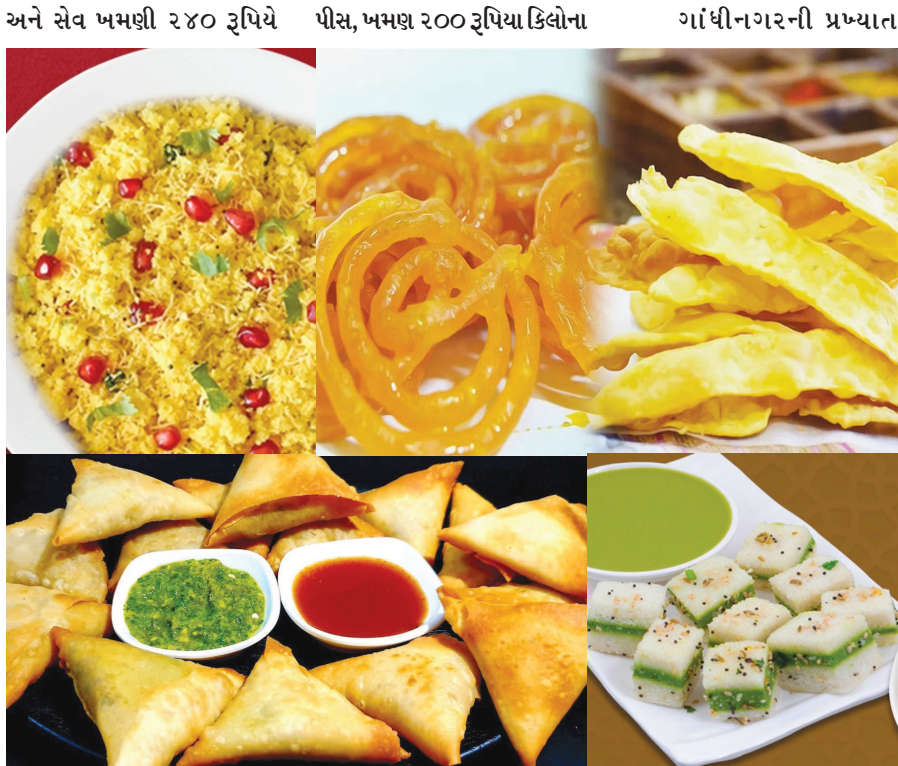 અને સેવ ખમણી ૨૪૦ રૂપિયે
પીસ, ખમણ ૨૦૦ રૂપિયા કિલોના
ગાંધીનગરની પ્રખ્યાત